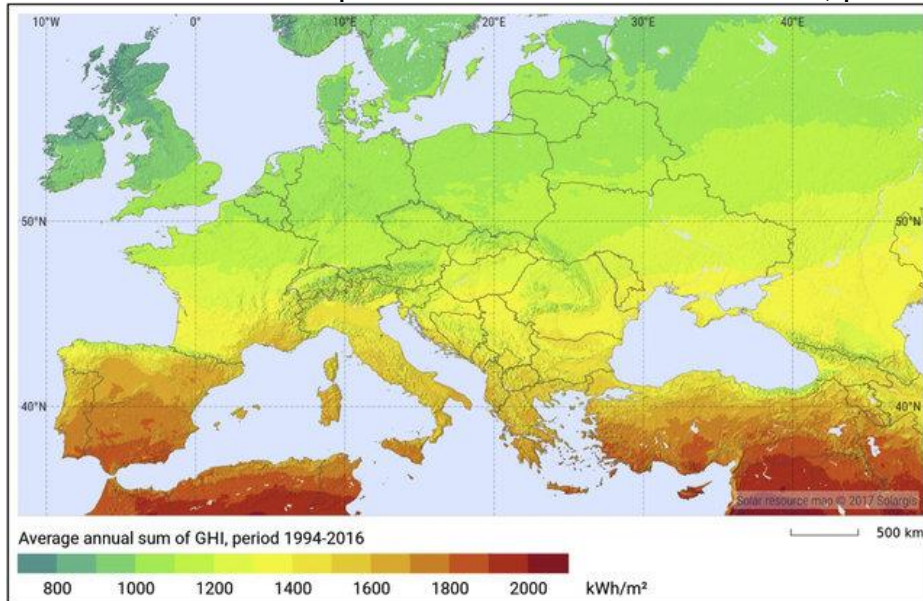 10°W 0° 10°E 20°E 30°E 40°E
50°N 50°N
40°N 40°N
Solar resource map © 2017 Solargis
Average annual sum of GHI, period 1994-2016
500 km
800 1000 1200 1400 1600 1800 2000 kWh/m²